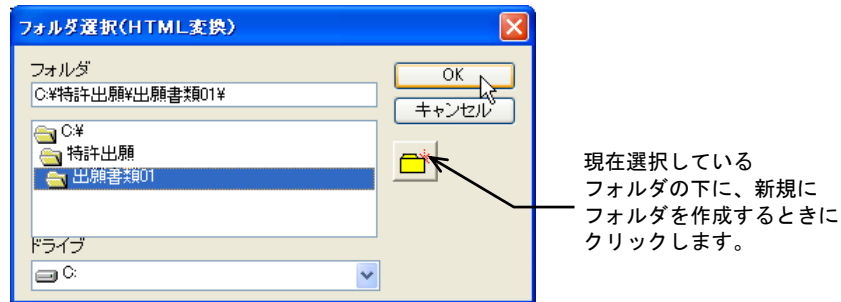 フォルダ選択(HTML変換)
フォルダ
C:¥特許出願¥出願書類01¥
C:¥
特許出願
出願書類01
ドライブ
C:
OK
キャンセル
現在選択している
フォルダの下に、新規に
フォルダを作成するときに
クリックします。